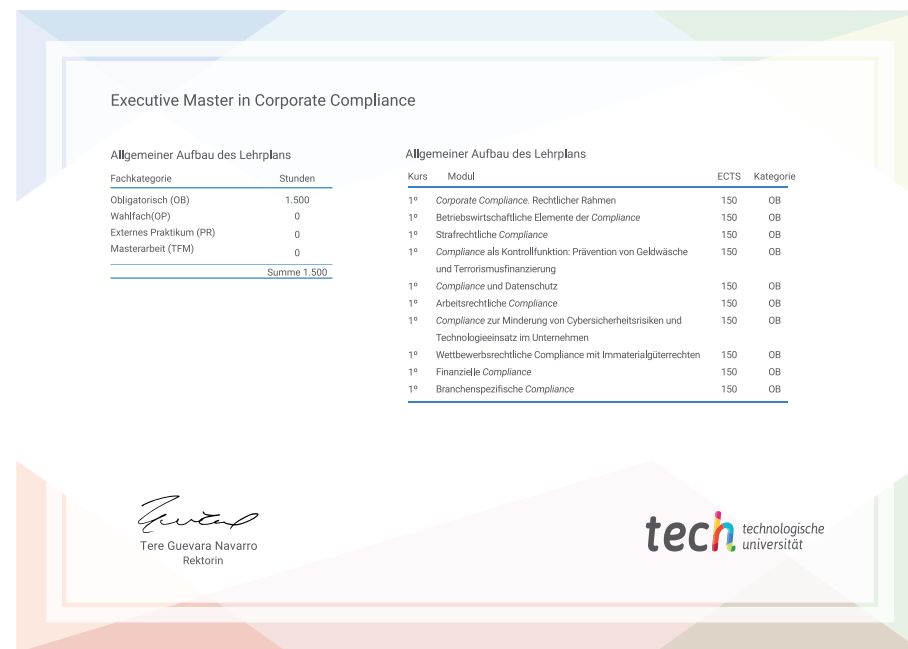 Executive Master in Corporate Compliance
Allgemeiner Aufbau des Lehrplans
Fachkategorie Stunden
Obligatorisch (OB) 1.500
Wahlfach(OP) 0
Externes Praktikum (PR) 0
Masterarbeit (TFM) 0
Summe 1.500
Allgemeiner Aufbau des Lehrplans
Kurs Modul ECTS Kategorie
1º Corporate Compliance. Rechtlicher Rahmen 150 OB
1º Betriebswirtschaftliche Elemente der Compliance 150 OB
1º Strafrechtliche Compliance 150 OB
1º Compliance als Kontrollfunktion: Prävention von Geldwäsche 150 OB
und Terrorismusfinanzierung
1º Compliance und Datenschutz 150 OB
1º Arbeitsrechtliche Compliance 150 OB
1º Compliance zur Minderung von Cybersicherheitsrisiken und 150 OB
Technologieeinsatz im Unternehmen
1º Wettbewerbsrechtliche Compliance mit Immaterialgüterrechten 150 OB
1º Finanzielle Compliance 150 OB
1º Branchenspezifische Compliance 150 OB
Tere Guevara Navarro
Rektorin
tech technologische
universität